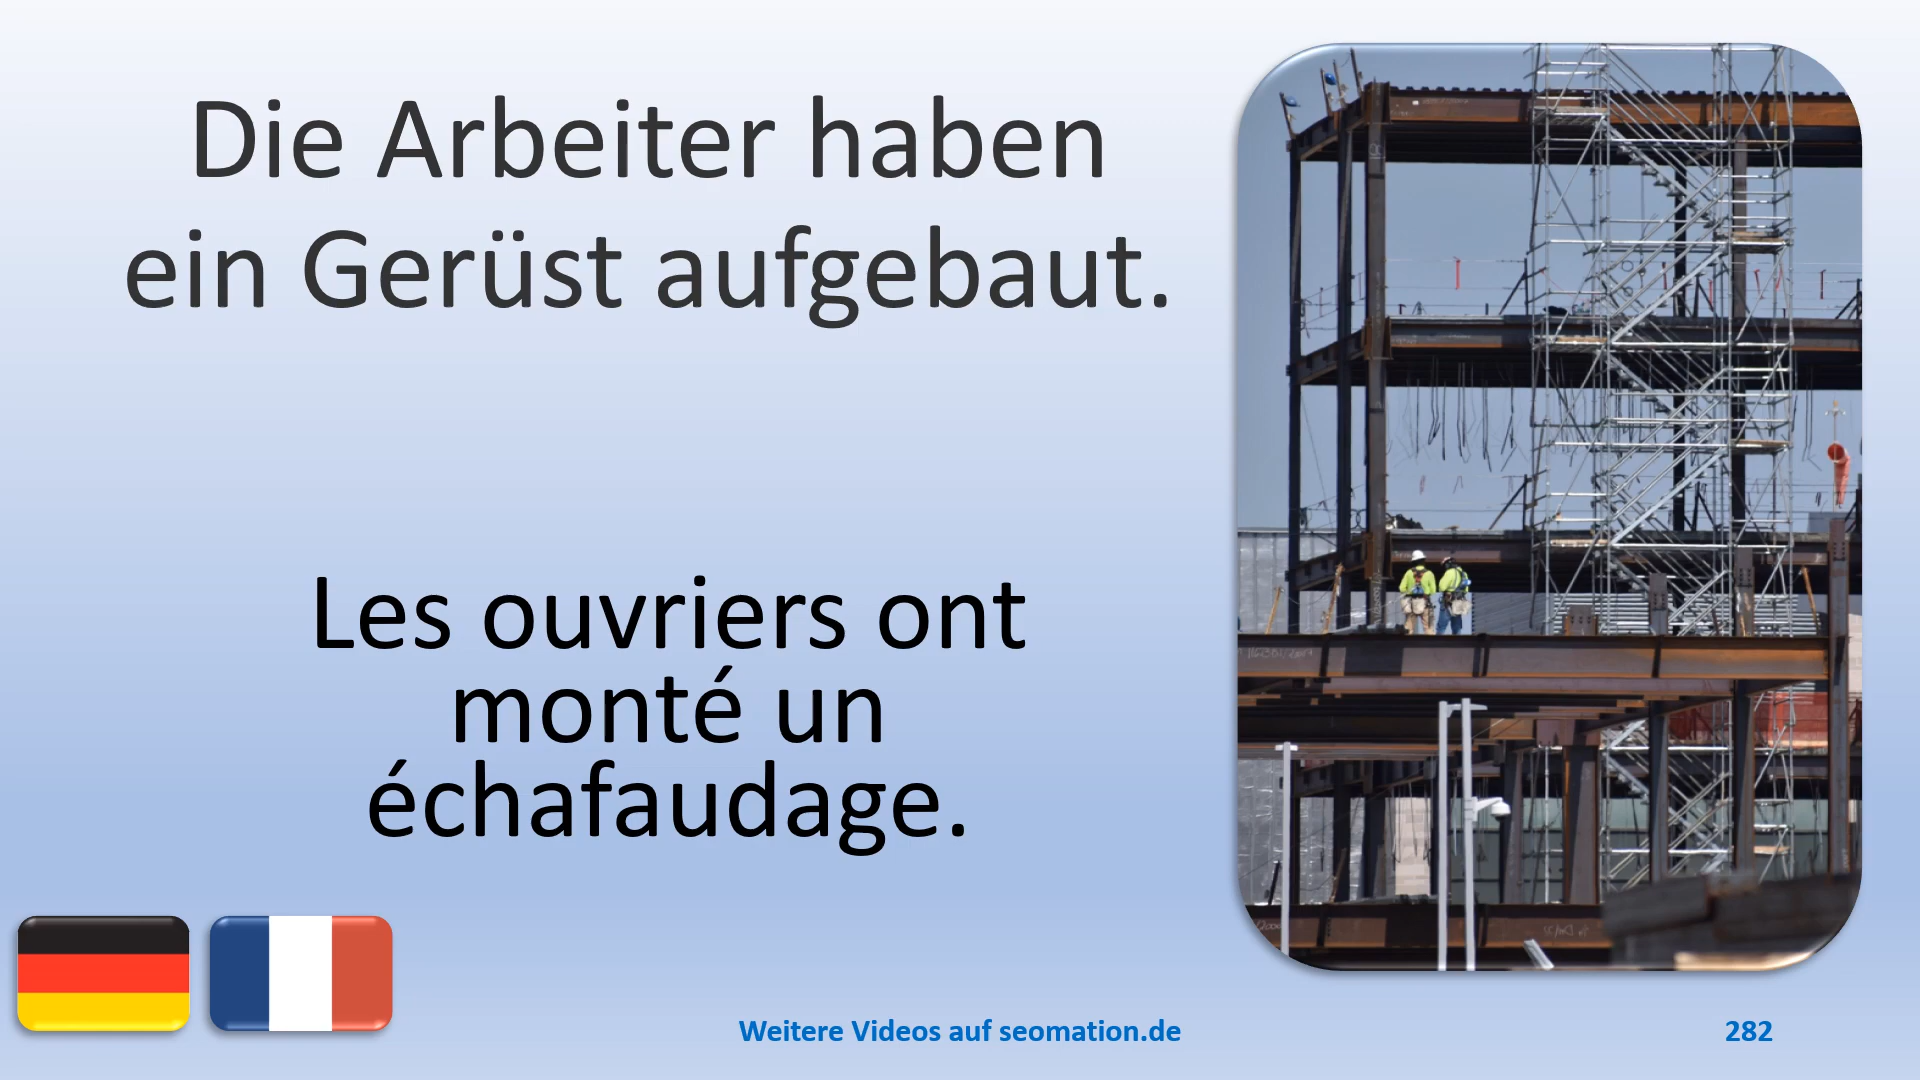 Die Arbeiter haben
ein Gerüst aufgebaut.
Les ouvriers ont
monté un
échafaudage.
Weitere Videos auf seomation.de
282